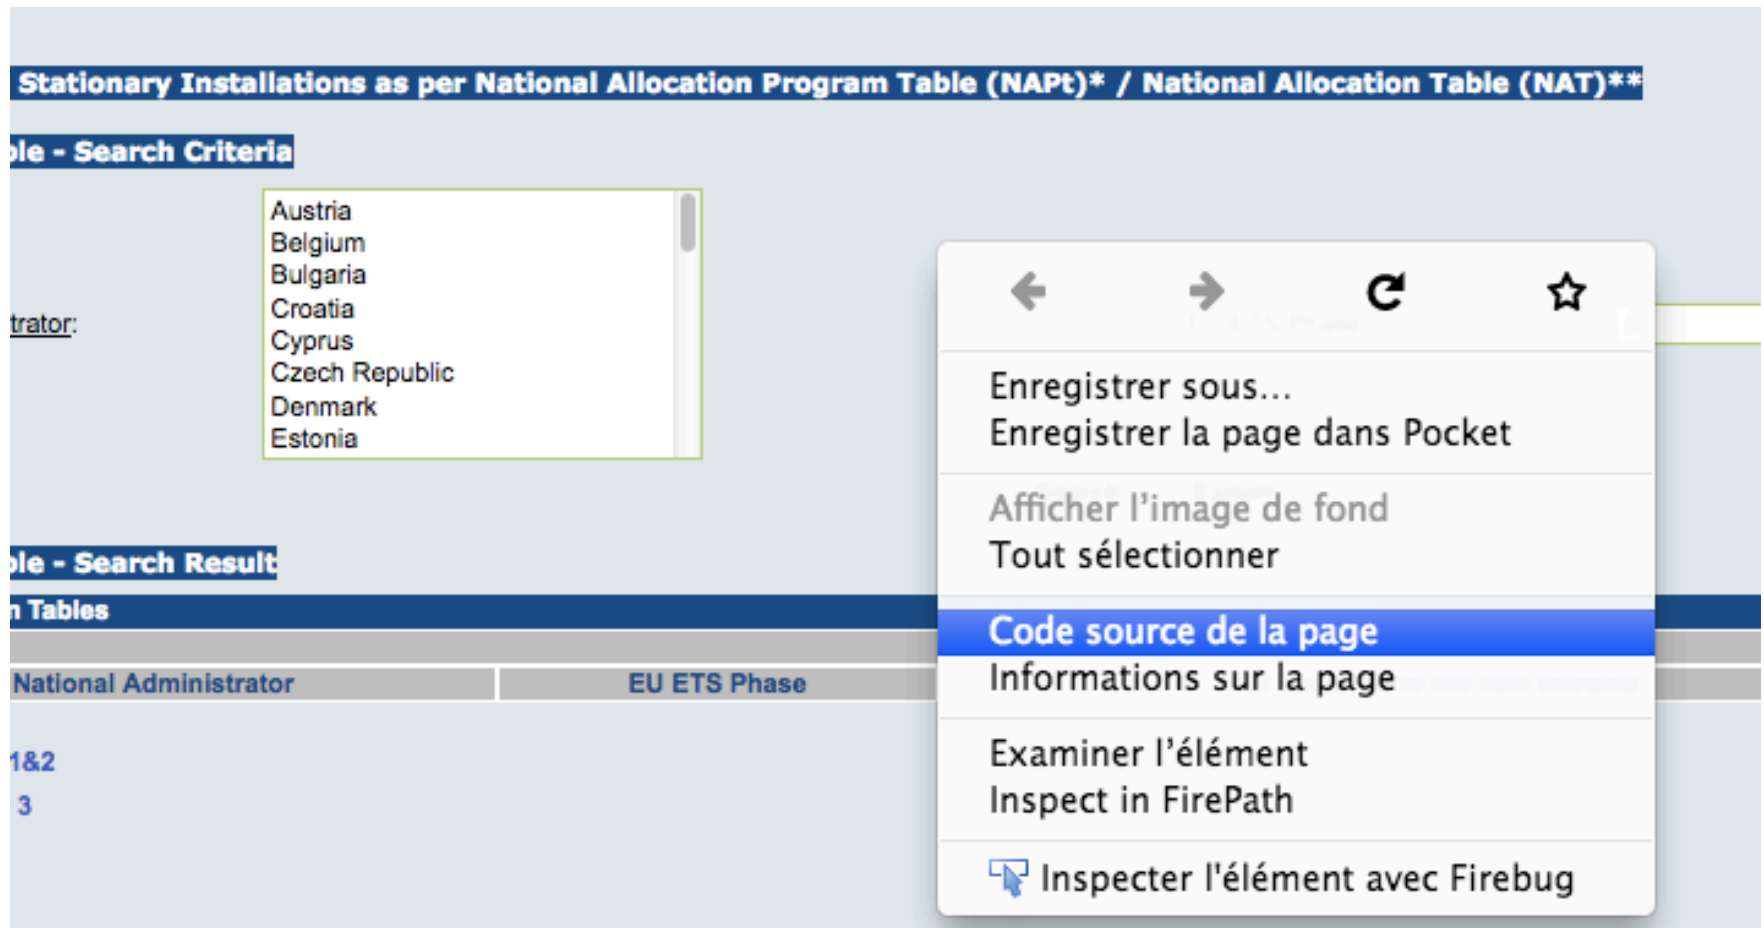 Stationary Installations as per National Allocation Program Table (NAPt)* / National Allocation Table (NAT)**
ble - Search Criteria
Austria
Belgium
Bulgaria
Croatia
trator:
Cyprus
Czech Republic
Denmark
Estonia
ble - Search Result
n Tables
National Administrator EU ETS Phase
1&2
3
Enregistrer sous...
Enregistrer la page dans Pocket
Afficher l'image de fond
Tout sélectionner
Code source de la page
Informations sur la page
Examiner l'élément
Inspect in FirePath
Inspecter l'élément avec Firebug